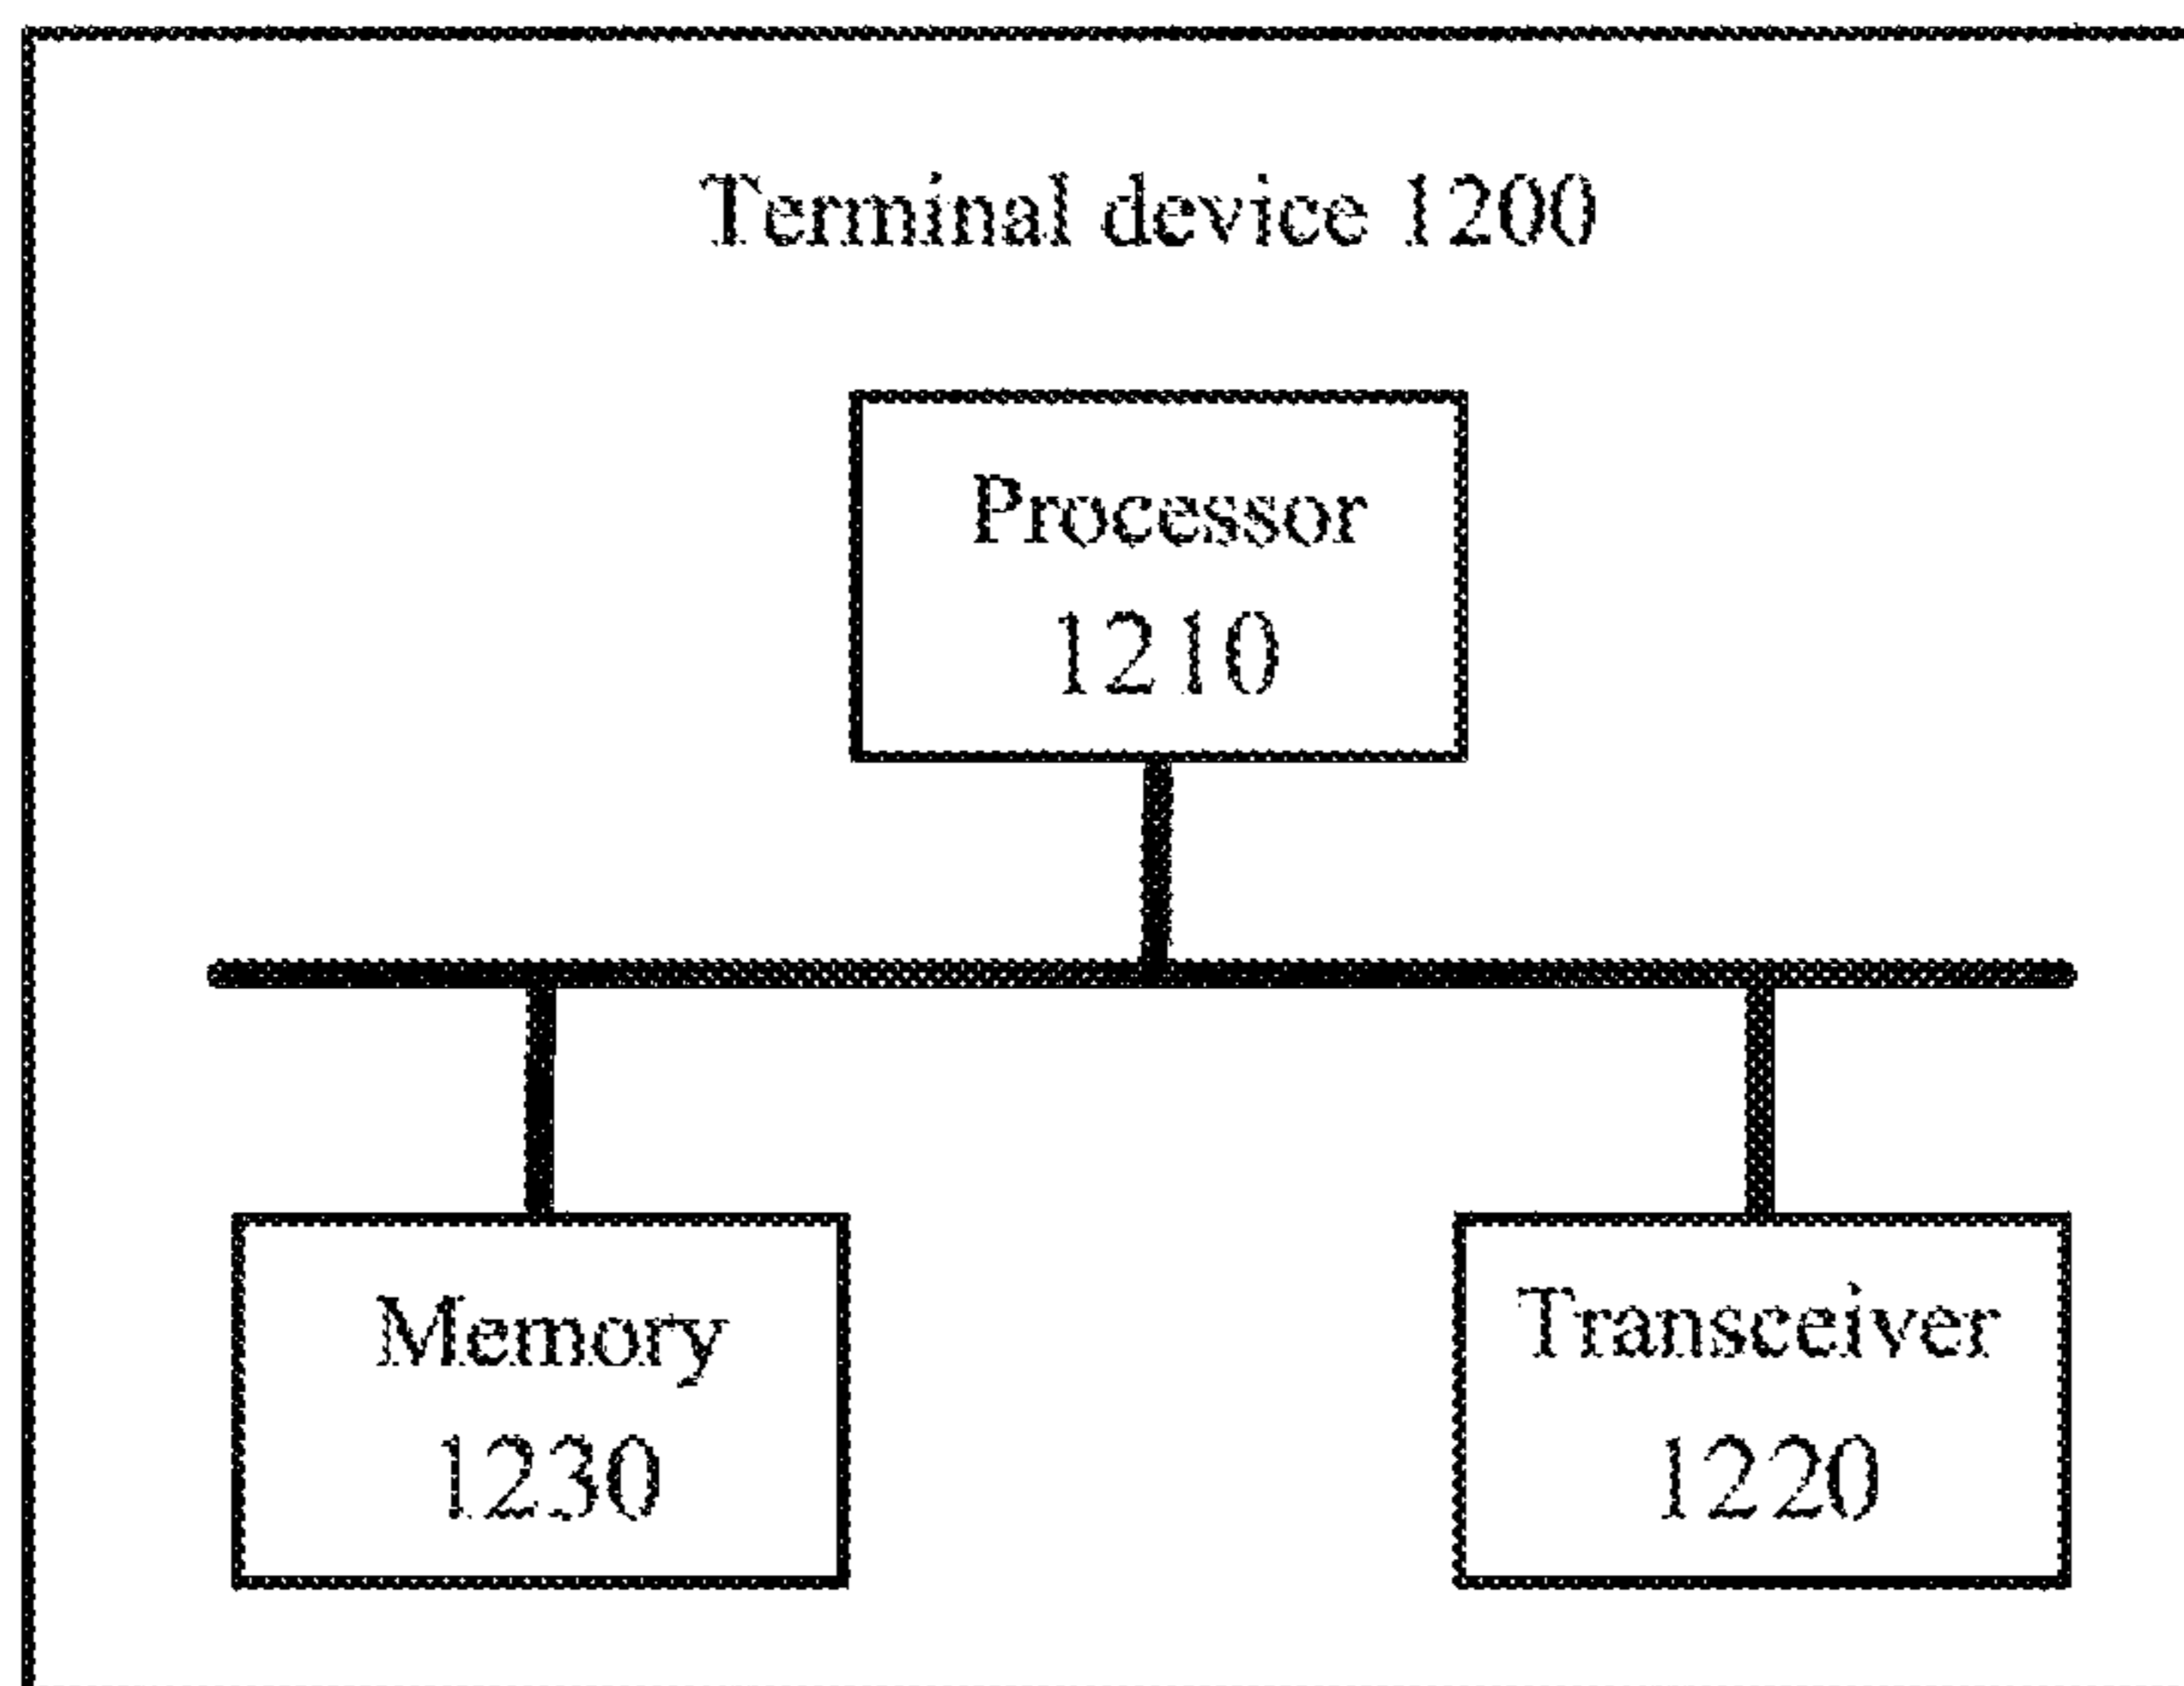 Terminal device 1200
Processor
1210
Memory
1230
Transceiver
1220